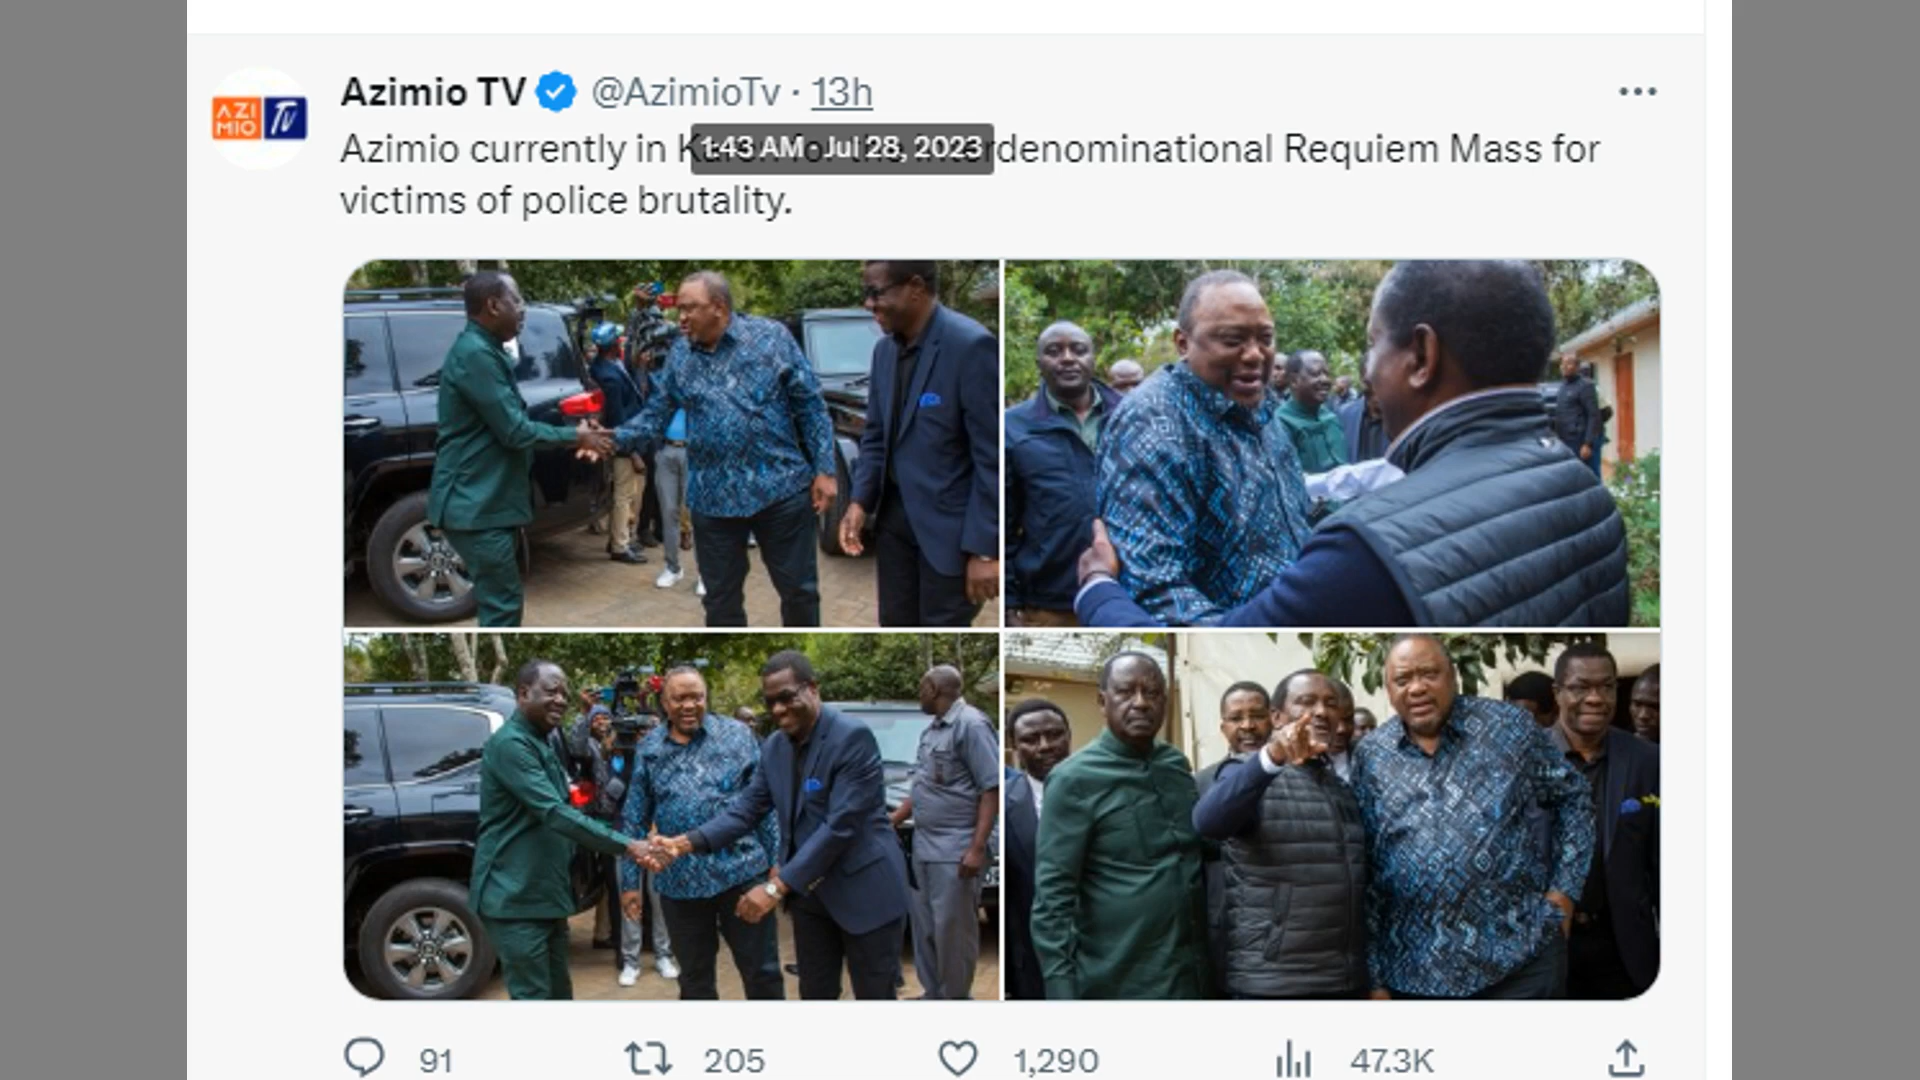 AZI
MIO TV
Azimio TV @AzimioTv · 13h
Azimio currently in denominational Requiem Mass for
1:43 AM · Jul 28, 2023
victims of police brutality.
91 205 1,290 47.3K